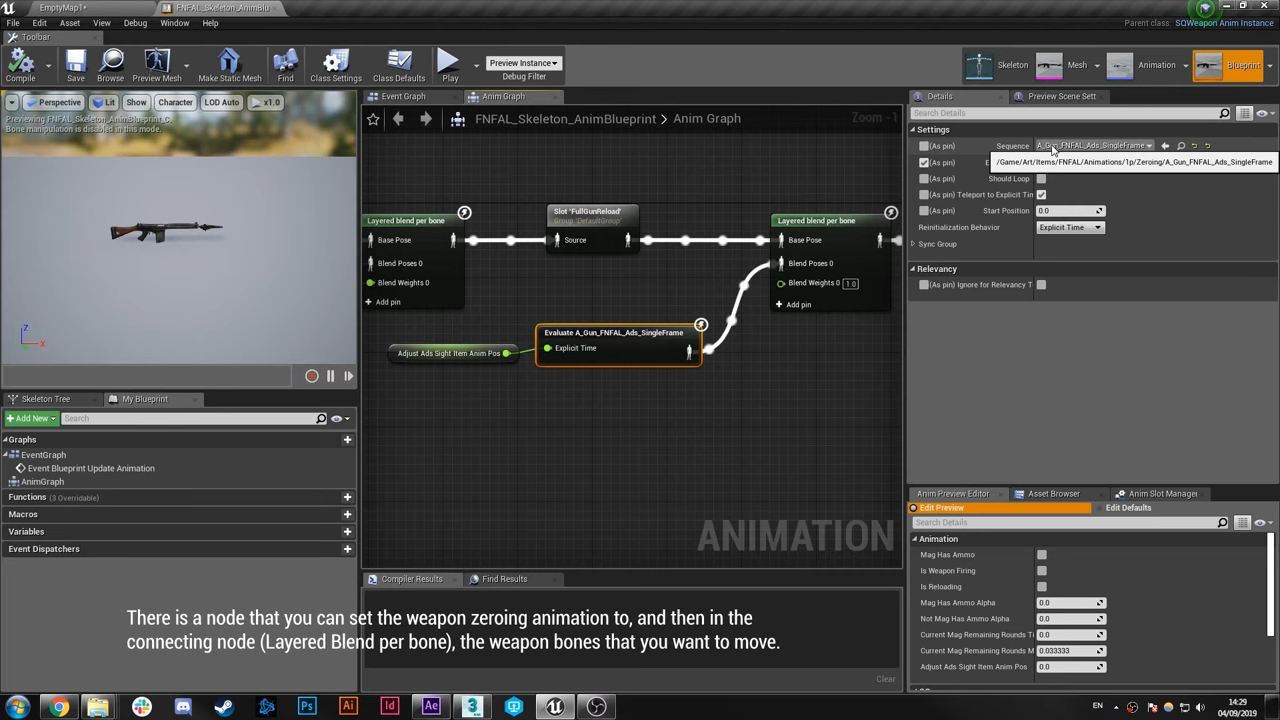 EmptyMap1*
FNFAL_Skeleton_AnimBlu
File Edit Asset View Debug Window Help
Parent class: SQWeapon Anim Instance
Toolbar
Compile Save Browse Preview Mesh Make Static Mesh Find Class Settings Class Defaults Play
Preview Instance
Debug Filter
Skeleton Mesh Animation Blueprint
Perspective Lit Show Character LOD Auto x1.0
Previewing FNFAL_Skeleton_AnimBlueprint_C.
Bone manipulation is disabled in this mode.
Event Graph Anim Graph
FNFAL_Skeleton_AnimBlueprint > Anim Graph
Zoom -1
Layered blend per bone
Base Pose
Blend Poses 0
Blend Weights 0
Add pin
Slot 'FullGunReload'
Group 'DefaultGroup'
Source
Layered blend per bone
Base Pose
Blend Poses 0
Blend Weights 0 1.0
Add pin
Adjust Ads Sight Item Anim Pos
Evaluate A_Gun_FNFAL_Ads_SingleFrame
Explicit Time
ANIMATION
Details Preview Scene Sett
Search Details
Settings
(As pin) Sequence A_Gun_FNFAL_Ads_SingleFrame
(As pin) E
/Game/Art/Items/FNFAL/Animations/1p/Zeroing/A_Gun_FNFAL_Ads_SingleFrame
(As pin) Should Loop
(As pin) Teleport to Explicit Tim
(As pin) Start Position 0.0
Reinitialization Behavior Explicit Time
Sync Group
Relevancy
(As pin) Ignore for Relevancy T
Skeleton Tree My Blueprint
Add New Search
Graphs
EventGraph
Event Blueprint Update Animation
AnimGraph
Functions (3 Overridable)
Macros
Variables
Event Dispatchers
Compiler Results Find Results
Clear
Anim Preview Editor Asset Browser Anim Slot Manager
Edit Preview Edit Defaults
Search Details
Animation
Mag Has Ammo
Is Weapon Firing
Is Reloading
Mag Has Ammo Alpha 0.0
Not Mag Has Ammo Alpha 0.0
Current Mag Remaining Rounds Ti 0.0
Current Mag Remaining Rounds M 0.033333
Adjust Ads Sight Item Anim Pos 0.0
There is a node that you can set the weapon zeroing animation to, and then in the
connecting node (Layered Blend per bone), the weapon bones that you want to move.
Ps Ai Id Ae 3
EN 14:29
04/09/2019